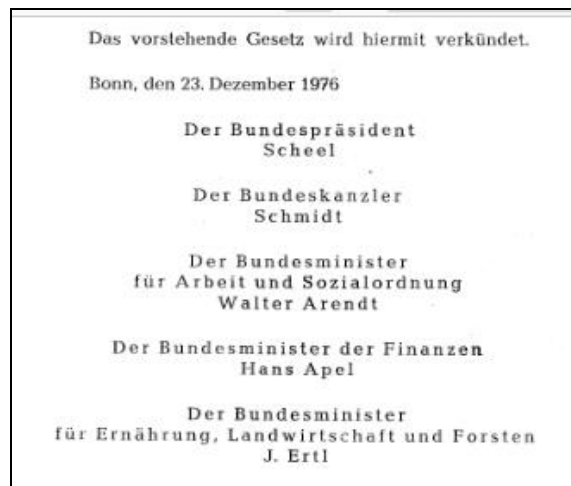 Das vorstehende Gesetz wird hiermit verkündet.
Bonn, den 23. Dezember 1976
Der Bundespräsident
Scheel
Der Bundeskanzler
Schmidt
Der Bundesminister
für Arbeit und Sozialordnung
Walter Arendt
Der Bundesminister der Finanzen
Hans Apel
Der Bundesminister
für Ernährung, Landwirtschaft und Forsten
J. Ertl